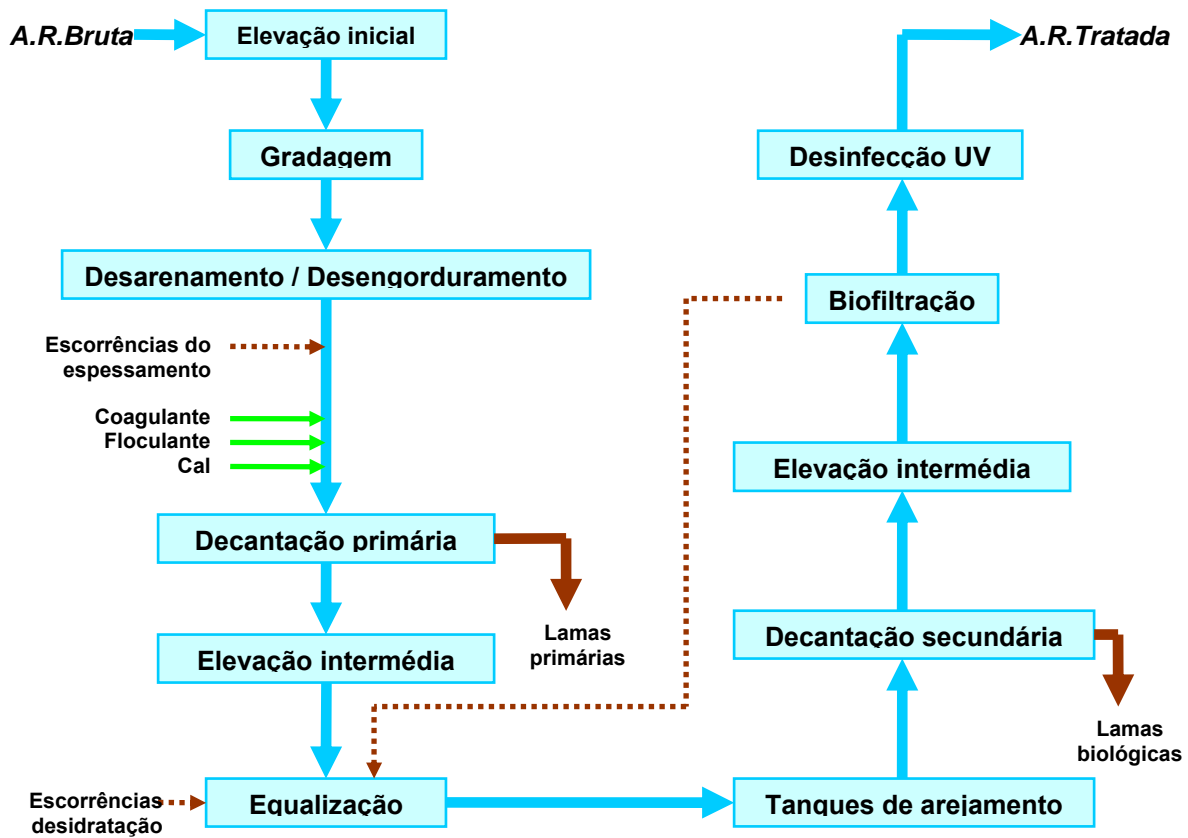 A.R.Bruta
Elevação inicial
Gradagem
Desarenamento / Desengorduramento
Escorrências do
espessamento
Coagulante
Floculante
Cal
Decantação primária
Lamas
primárias
Elevação intermédia
Escorrências
desidratação
Equalização
Tanques de arejamento
Decantação secundária
Lamas
biológicas
Elevação intermédia
Biofiltração
Desinfecção UV
A.R.Tratada